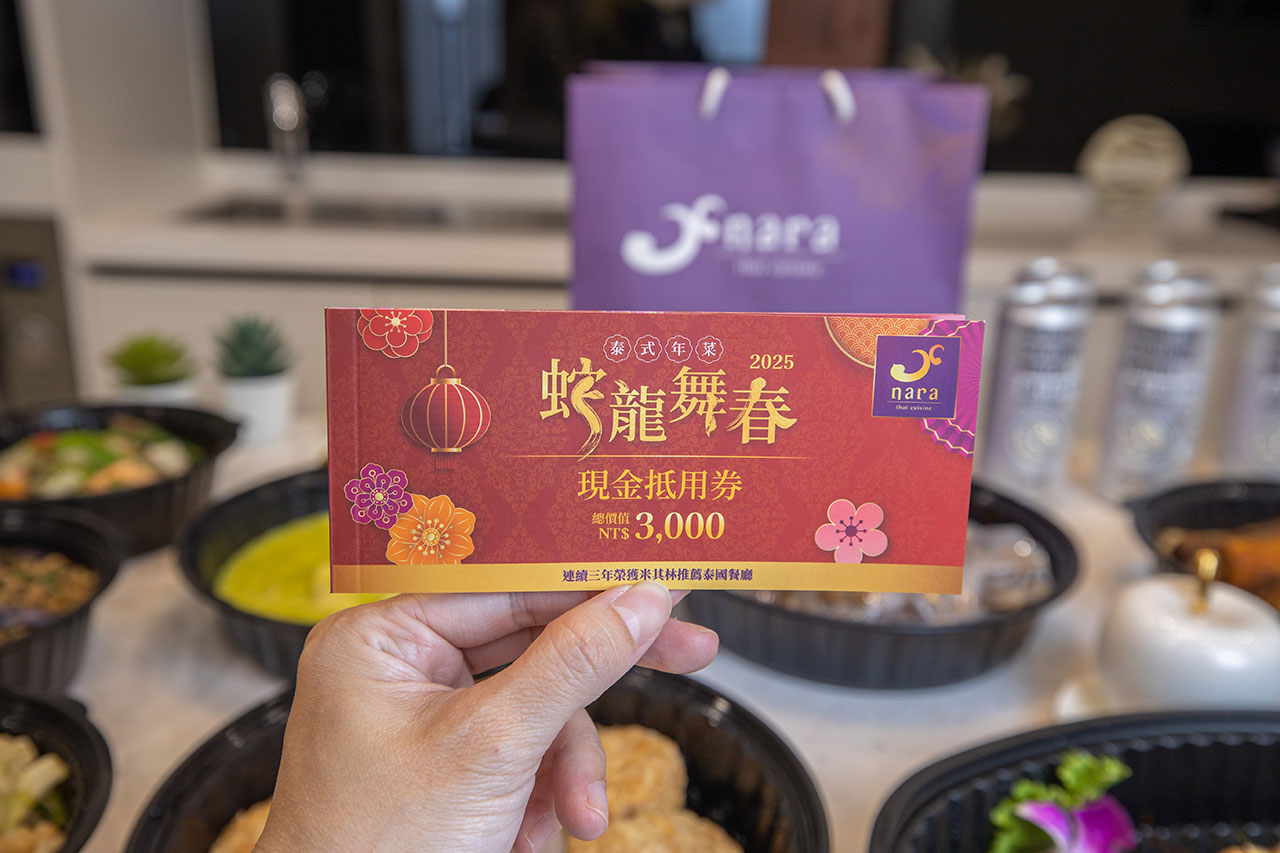 nara
thai cuisine
泰式年菜
蛇龍舞春 2025
nara
thai cuisine
現金抵用券
總價值
NT$ 3,000
連續三年榮獲米其林推薦泰國餐廳